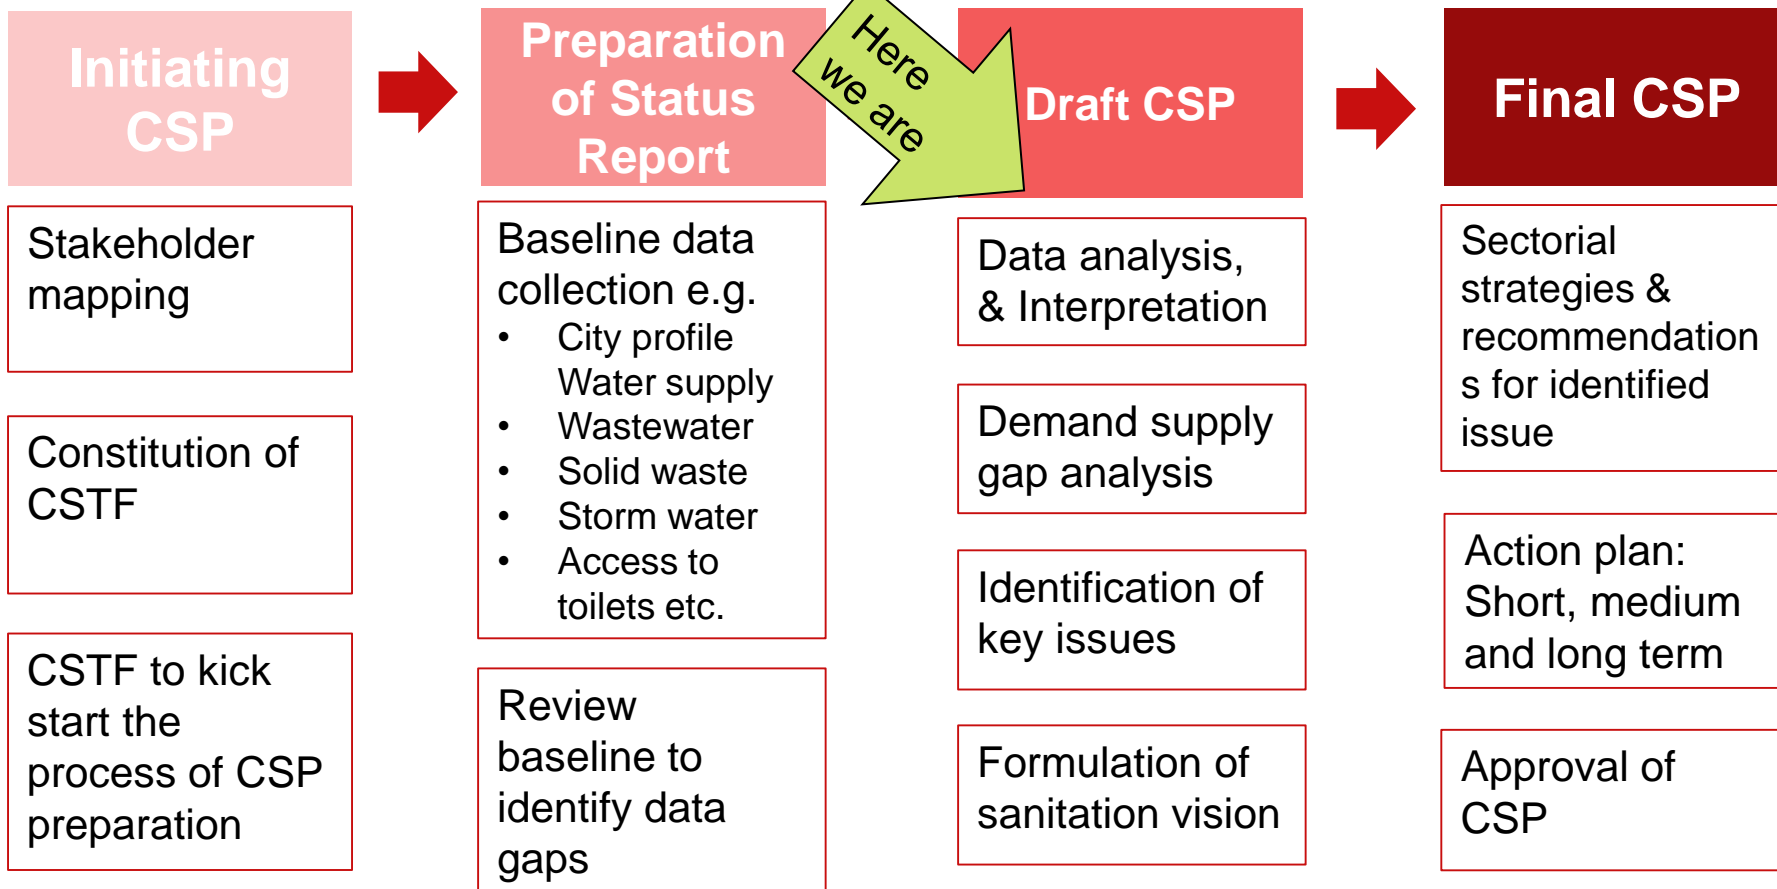 Initiating
CSP
Stakeholder
mapping
Constitution of
CSTF
CSTF to kick
start the
process of CSP
preparation
Preparation
of Status
Report
Baseline data
collection e.g.
• City profile
Water supply
• Wastewater
• Solid waste
• Storm water
• Access to
toilets etc.
Review
baseline to
identify data
gaps
Here
we are
Draft CSP
Data analysis,
& Interpretation
Demand supply
gap analysis
Identification of
key issues
Formulation of
sanitation vision
Final CSP
Sectorial
strategies &
recommendation
s for identified
issue
Action plan:
Short, medium
and long term
Approval of
CSP